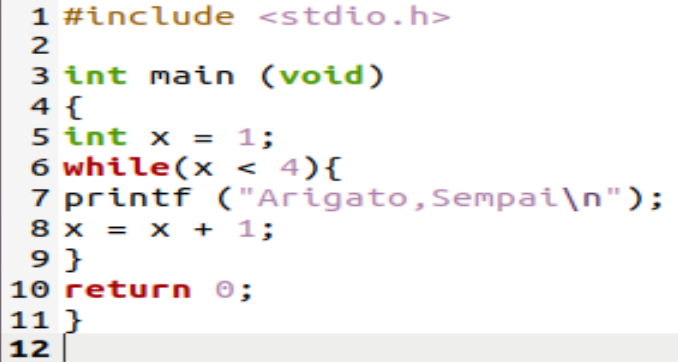 1 #include <stdio.h>
2
3 int main (void)
4 {
5 int x = 1;
6 while(x < 4){
7 printf ("Arigato,Sempai\n");
8 x = x + 1;
9 }
10 return 0;
11 }
12